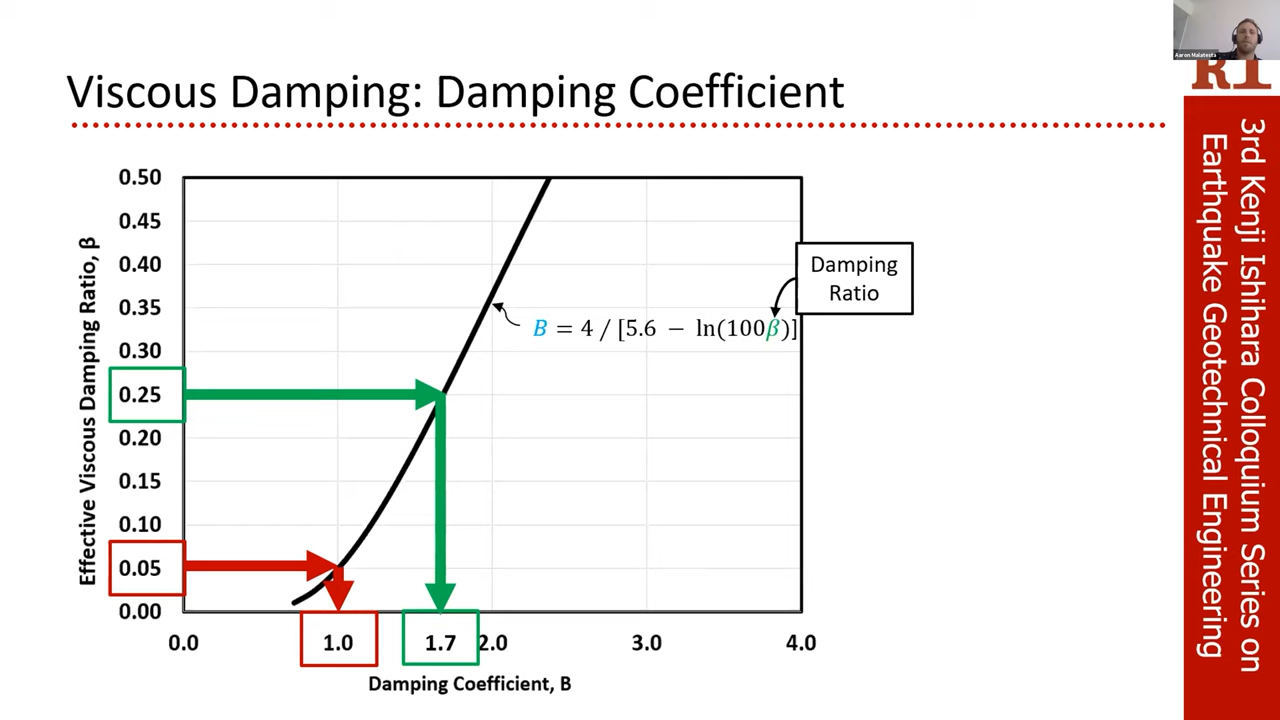 Viscous Damping: Damping Coefficient
Aaron Malatesta
RI
3rd Kenji Ishihara Colloquium Series on
Earthquake Geotechnical Engineering
Effective Viscous Damping Ratio, β
0.50
0.45
0.40
0.35
0.30
0.25
0.20
0.15
0.10
0.05
0.00
Damping
Ratio
B = 4 / [5.6 − ln(100β)]
0.0 1.0 1.7 2.0 3.0 4.0
Damping Coefficient, B